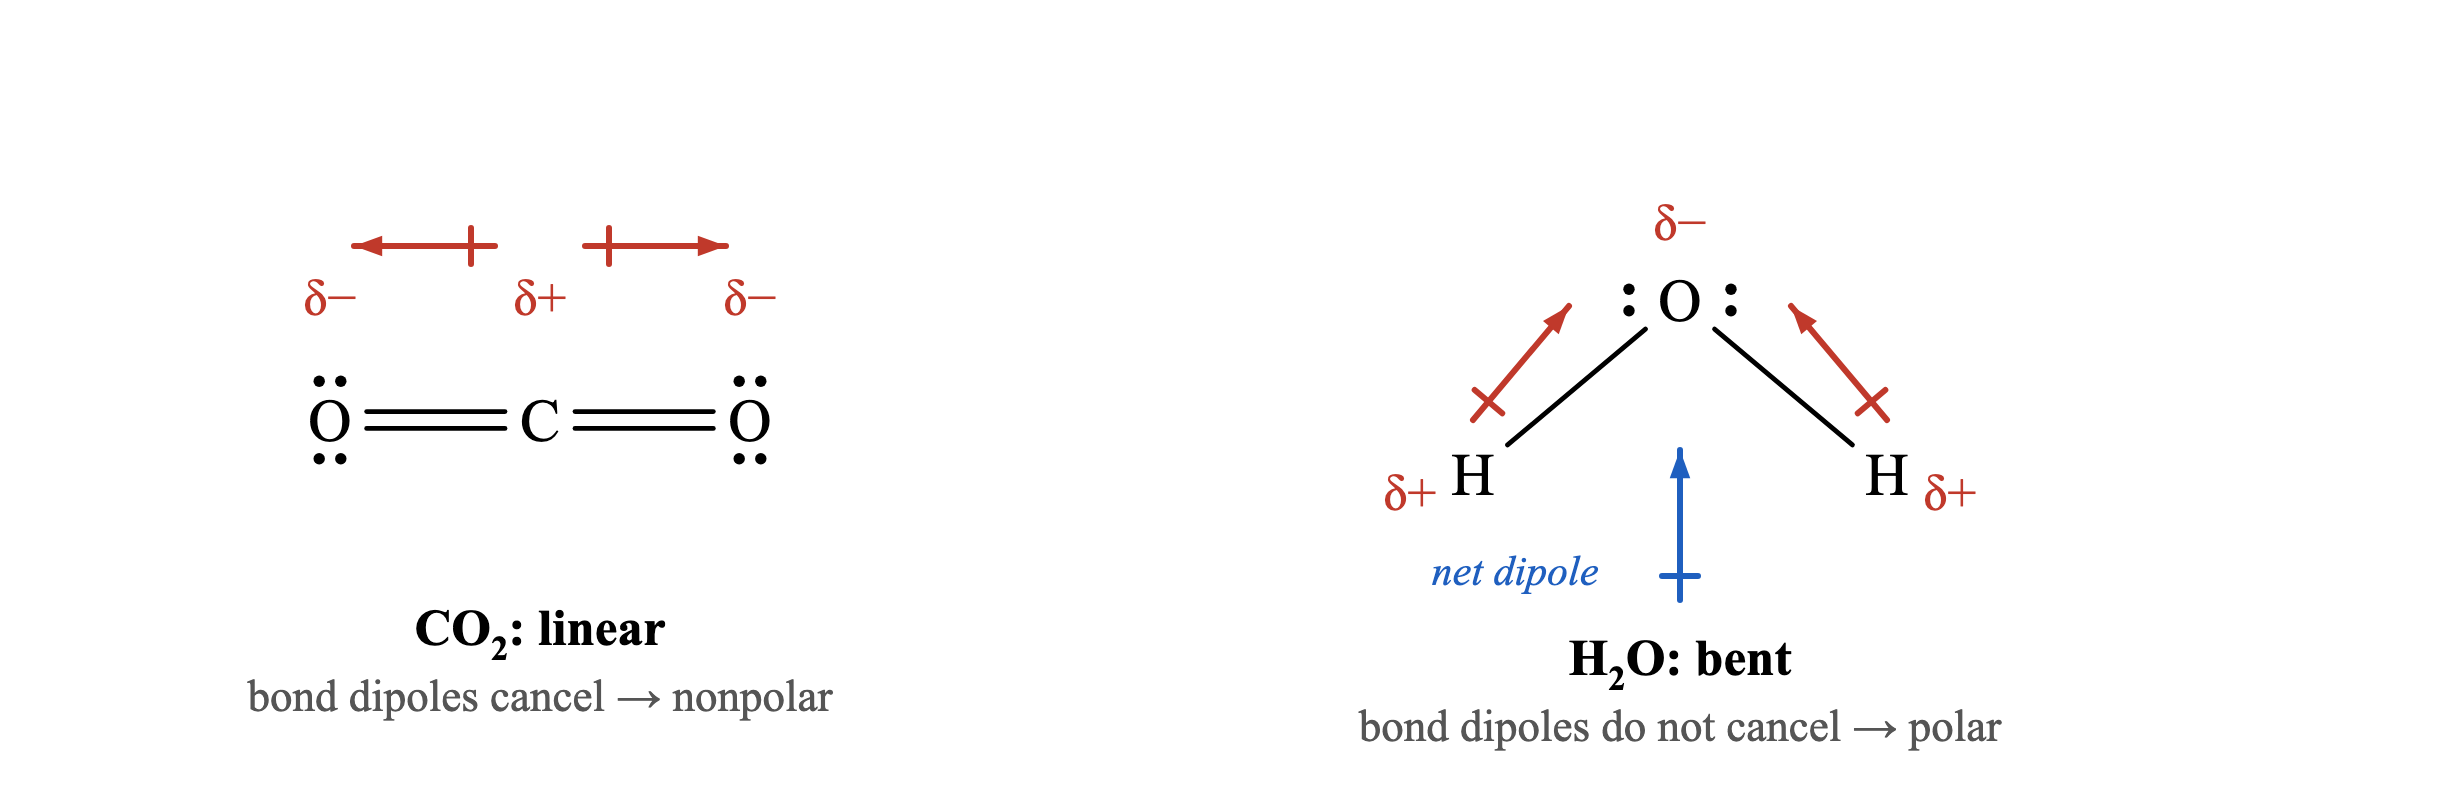 δ− δ+ δ−
O C O
CO₂: linear
bond dipoles cancel → nonpolar
δ−
O
δ+ H H δ+
net dipole
H₂O: bent
bond dipoles do not cancel → polar